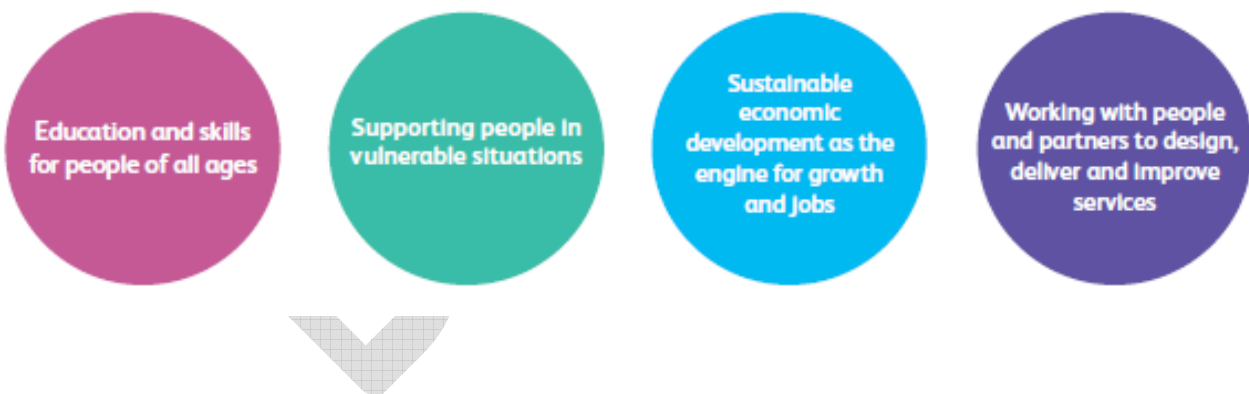 Education and skills
for people of all ages
Supporting people in
vulnerable situations
Sustainable
economic
development as the
engine for growth
and jobs
Working with people
and partners to design,
deliver and improve
services